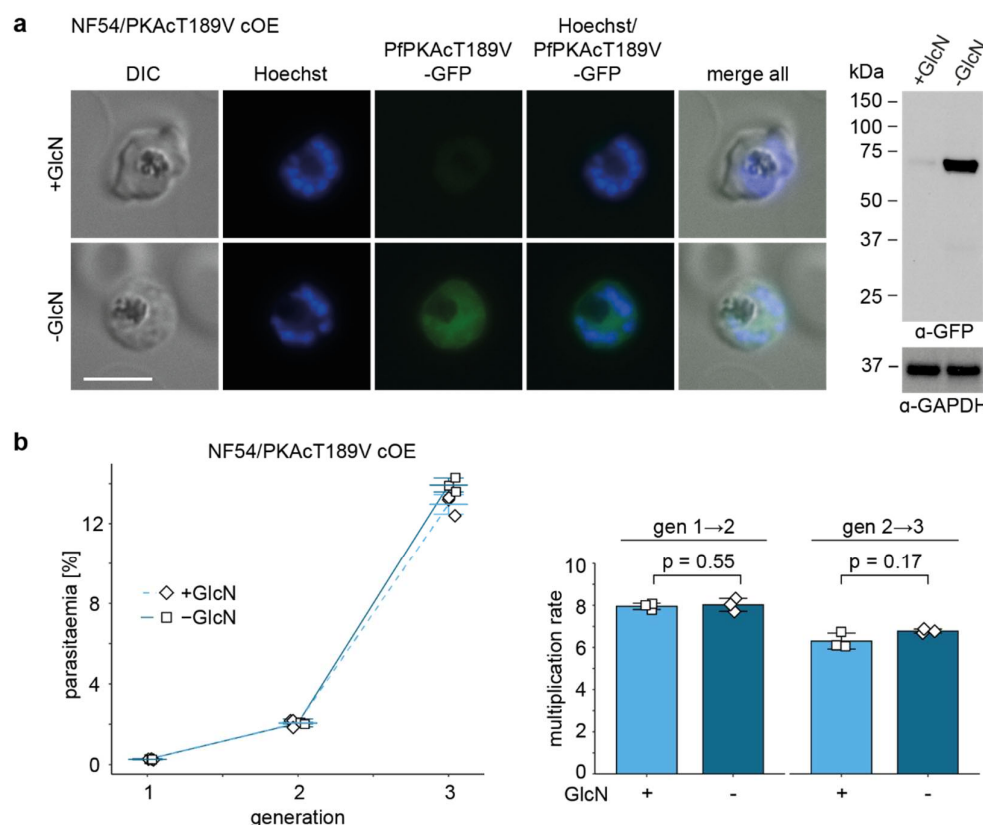 a
NF54/PKAcT189V cOE
DIC
Hoechst
PfPKAcT189V
-GFP
Hoechst/
PfPKAcT189V
-GFP
merge all
+GlcN
-GlcN
kDa
+GlcN
-GlcN
150
100
75
50
37
25
α-GFP
37
α-GAPDH
b
NF54/PKAcT189V cOE
parasitaemia [%]
12
8
4
0
+GlcN
−GlcN
1 2 3
generation
gen 1→2
gen 2→3
p = 0.55
p = 0.17
multiplication rate
10
8
6
4
2
0
GlcN + - + -